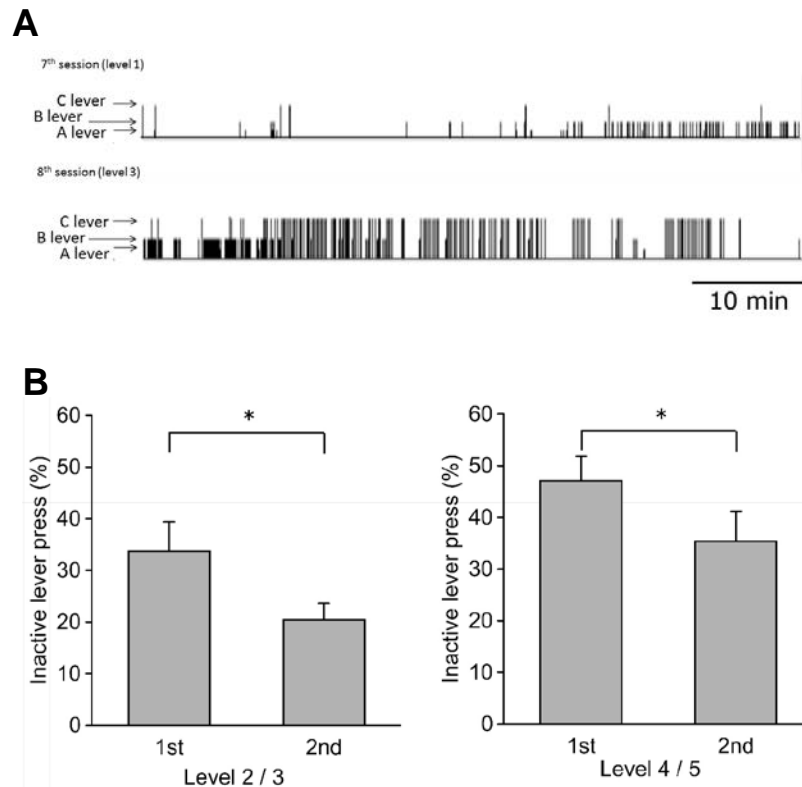 A
7th session (level 1)
C lever
B lever
A lever
8th session (level 3)
C lever
B lever
A lever
10 min
B
60
50
40
30
20
10
0
Inactive lever press (%)
*
1st 2nd
Level 2 / 3
60
50
40
30
20
10
0
Inactive lever press (%)
*
1st 2nd
Level 4 / 5